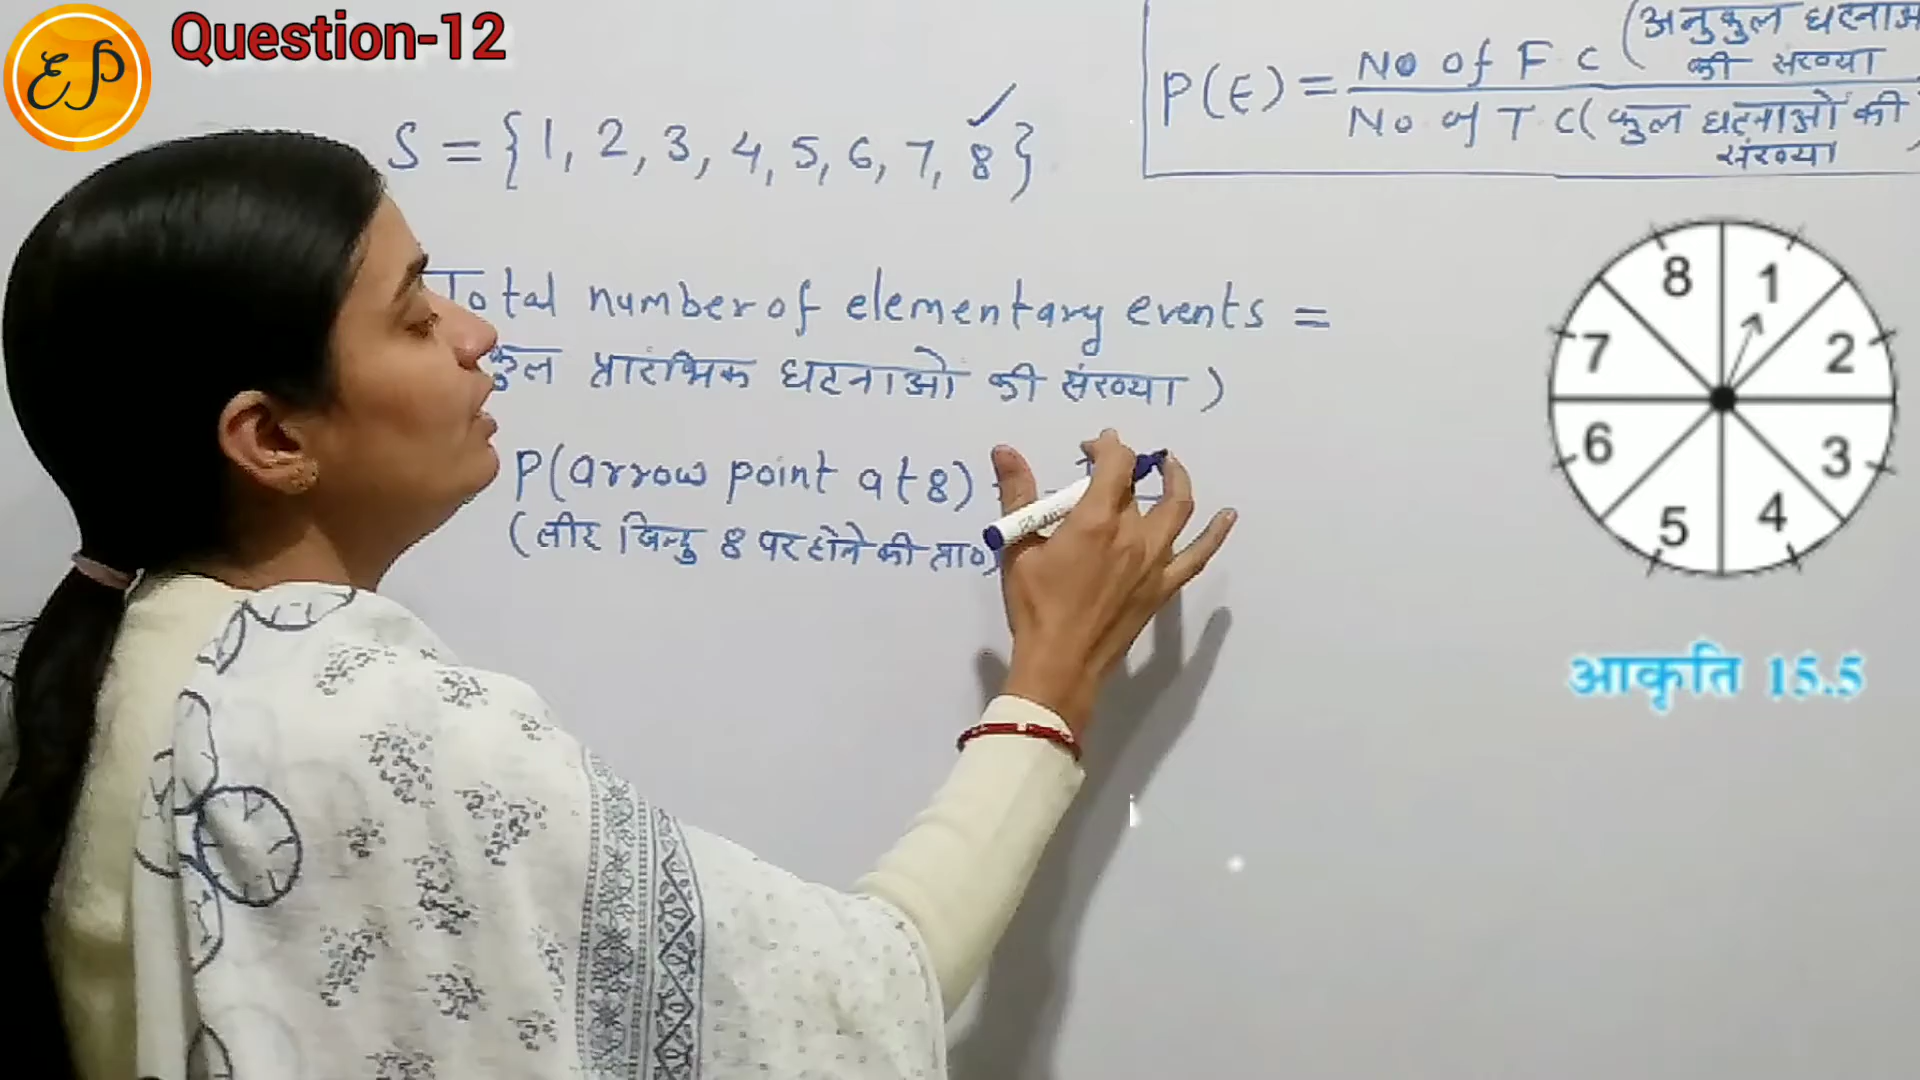 EP
Question-12
P(E) = No of F C (अनुकुल घटनाओ की संख्या
No of T C (कुल घटनाओं की संख्या)
S = {1, 2, 3, 4, 5, 6, 7, 8}
Total number of elementary events =
कुल प्रारंभिक घटनाओ की संख्या)
P(arrow point at 8)
(तीर बिन्दु 8 पर होने की प्रा०)
8 1
7 2
6 3
5 4
आकृति 15.5